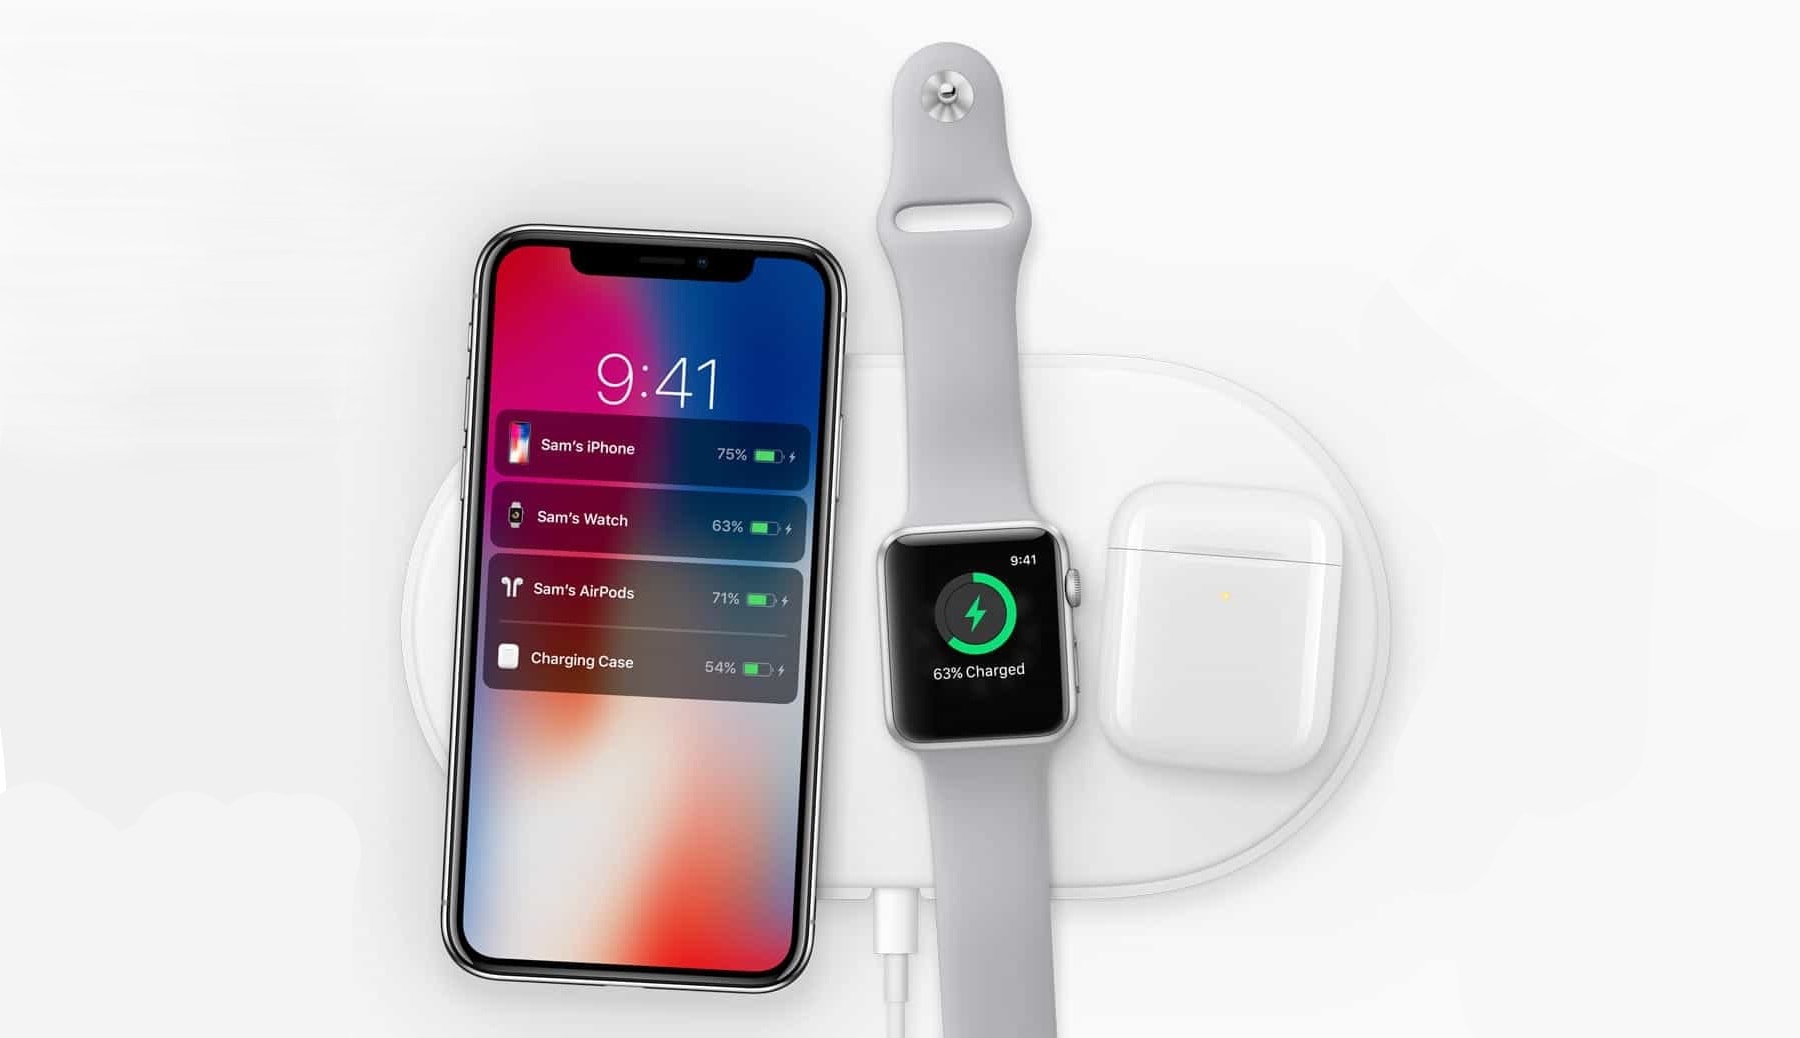 9:41
Sam's iPhone 75%
Sam's Watch 63%
Sam's AirPods 71%
Charging Case 54%
9:41
63% Charged